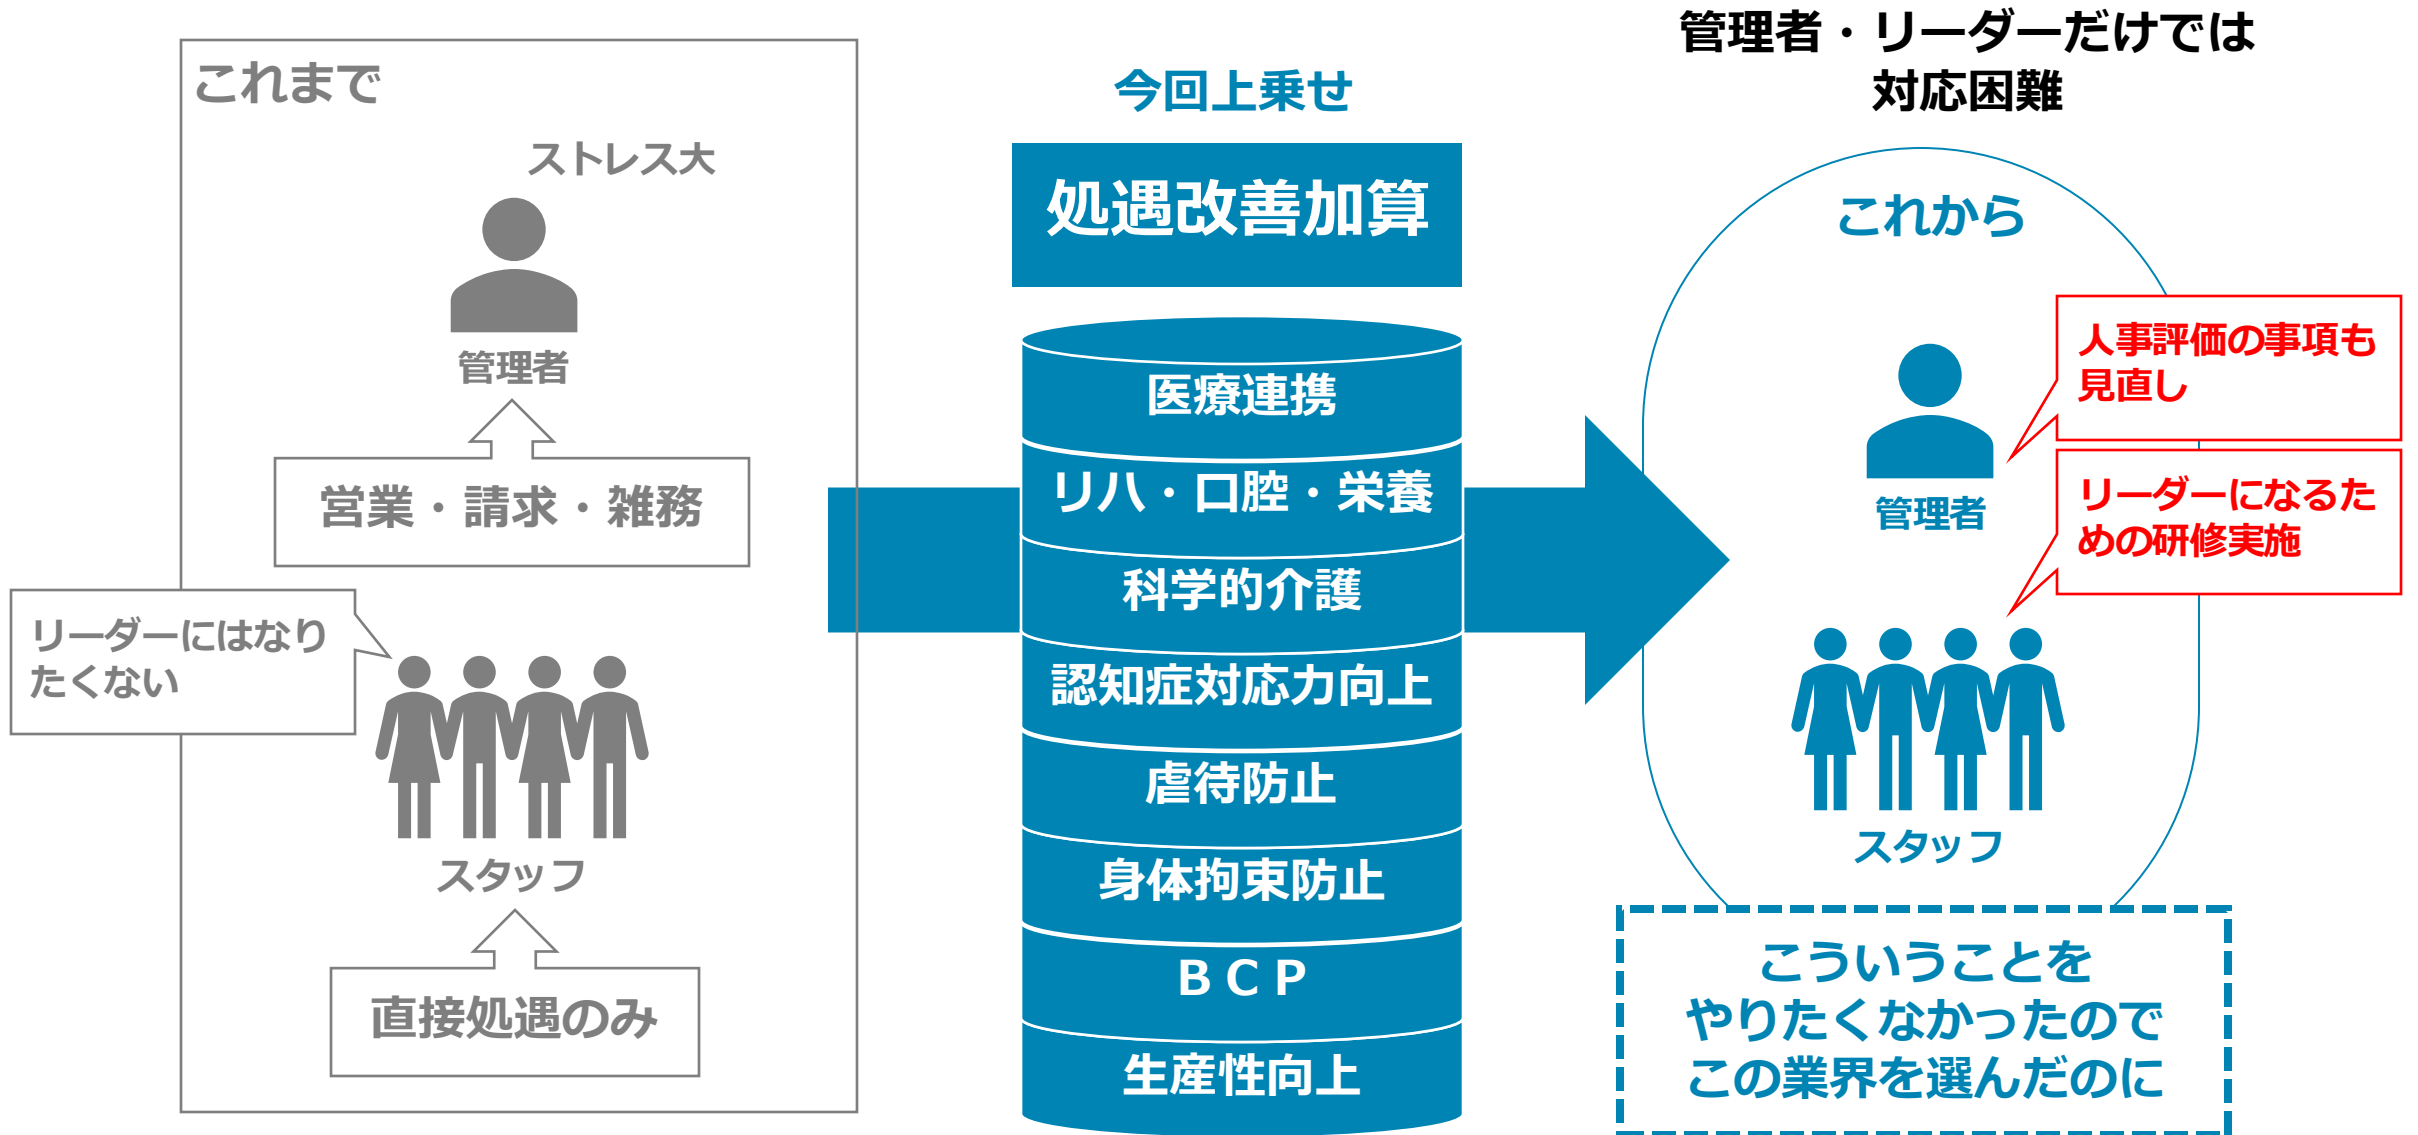 これまで
ストレス大
管理者
営業・請求・雑務
リーダーにはなり
たくない
スタッフ
直接処遇のみ
今回上乗せ
処遇改善加算
医療連携
リハ・口腔・栄養
科学的介護
認知症対応力向上
虐待防止
身体拘束防止
ＢＣＰ
生産性向上
管理者・リーダーだけでは
対応困難
これから
人事評価の事項も
見直し
管理者
リーダーになるた
めの研修実施
スタッフ
こういうことを
やりたくなかったので
この業界を選んだのに